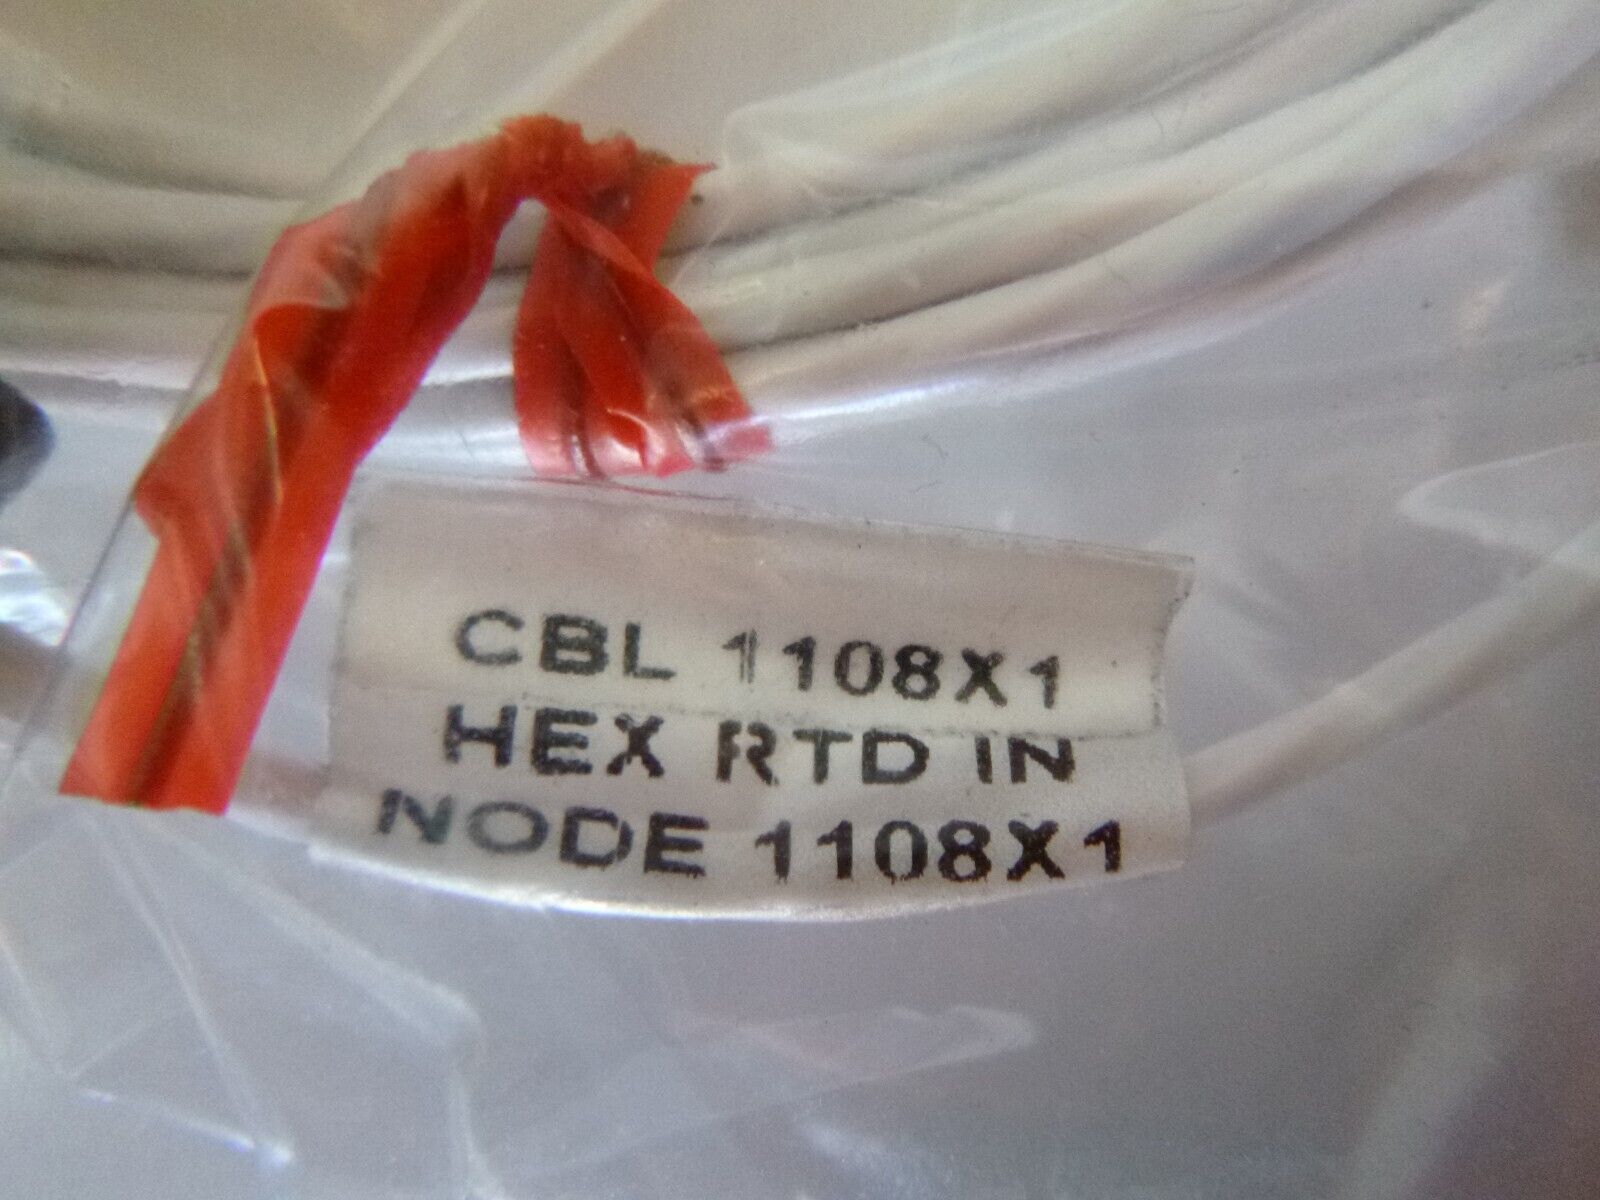 CBL 1108X1
HEX RTD IN
NODE 1108X1